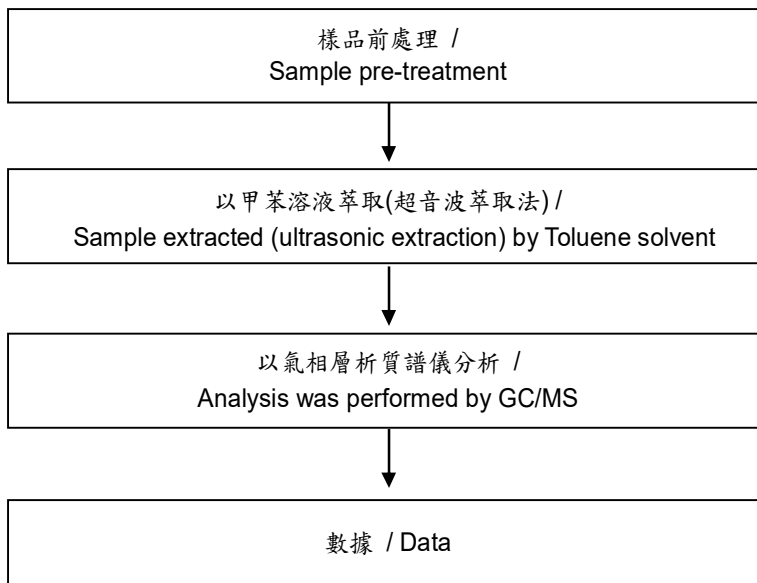 樣品前處理 /
Sample pre-treatment
以甲苯溶液萃取(超音波萃取法) /
Sample extracted (ultrasonic extraction) by Toluene solvent
以氣相層析質譜儀分析 /
Analysis was performed by GC/MS
數據 / Data